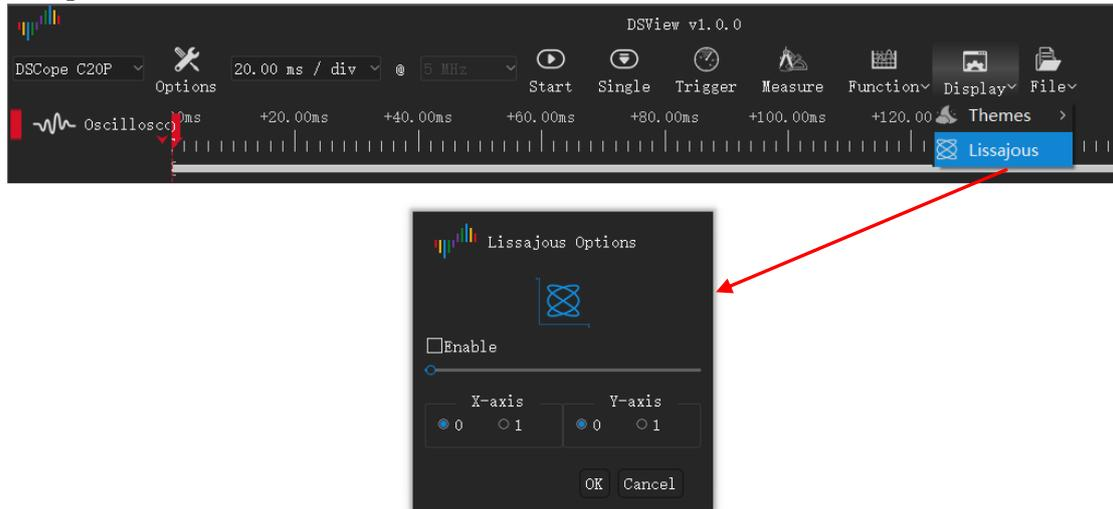 DSView v1.0.0
DSCope C20P
Options
20.00 ms / div
@
5 MHz
Start
Single
Trigger
Measure
Function
Display
File
Oscillosco
0ms
+20.00ms
+40.00ms
+60.00ms
+80.00ms
+100.00ms
+120.00
Themes
Lissajous
Lissajous Options
Enable
X-axis
Y-axis
0 1
0 1
OK Cancel